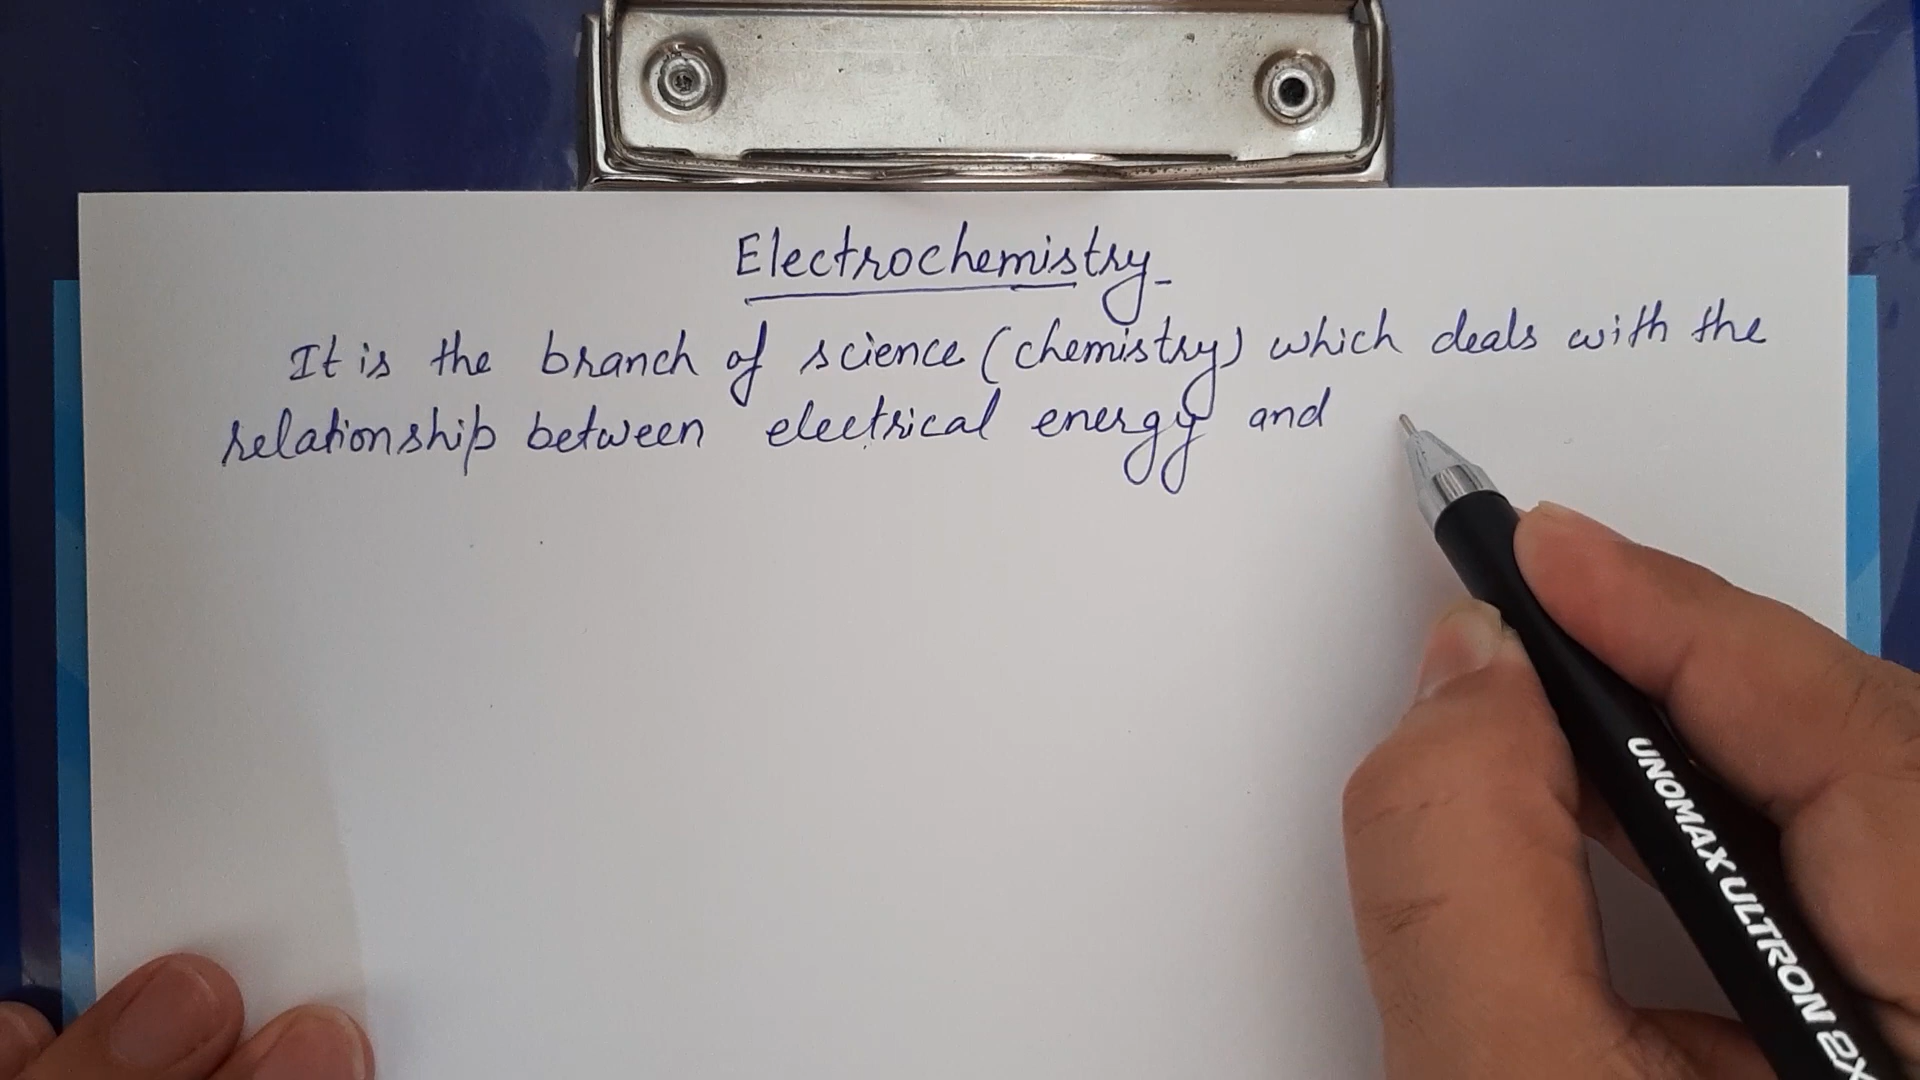 Electrochemistry-
It is the branch of science (chemistry) which deals with the
relationship between electrical energy and
UNOMAX ULTRON 2X